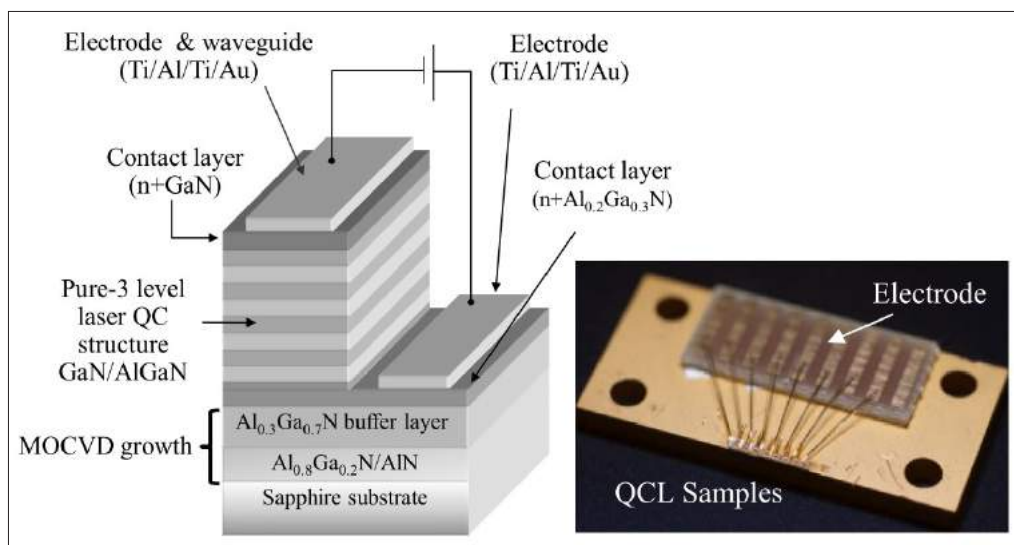 Electrode & waveguide
(Ti/Al/Ti/Au)
Electrode
(Ti/Al/Ti/Au)
Contact layer
(n+GaN)
Contact layer
(n+Al₀.₂Ga₀.₃N)
Pure-3 level
laser QC
structure
GaN/AlGaN
MOCVD growth
Al₀.₃Ga₀.₇N buffer layer
Al₀.₈Ga₀.₂N/AlN
Sapphire substrate
Electrode
QCL Samples